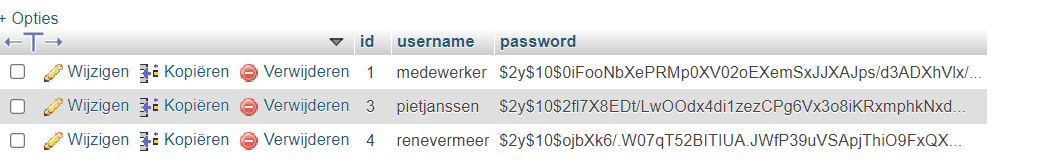 + Opties
←T→ id username password
Wijzigen Kopiëren Verwijderen 1 medewerker $2y$10$0iFooNbXePRMp0XV02oEXemSxJJXAJps/d3ADXhVlx/...
Wijzigen Kopiëren Verwijderen 3 pietjanssen $2y$10$2fl7X8EDt/LwOOdx4di1zezCPg6Vx3o8iKRxmphkNxd...
Wijzigen Kopiëren Verwijderen 4 renevermeer $2y$10$ojbXk6/.W07qT52BITIUA.JWfP39uVSApjThiO9FxQX...